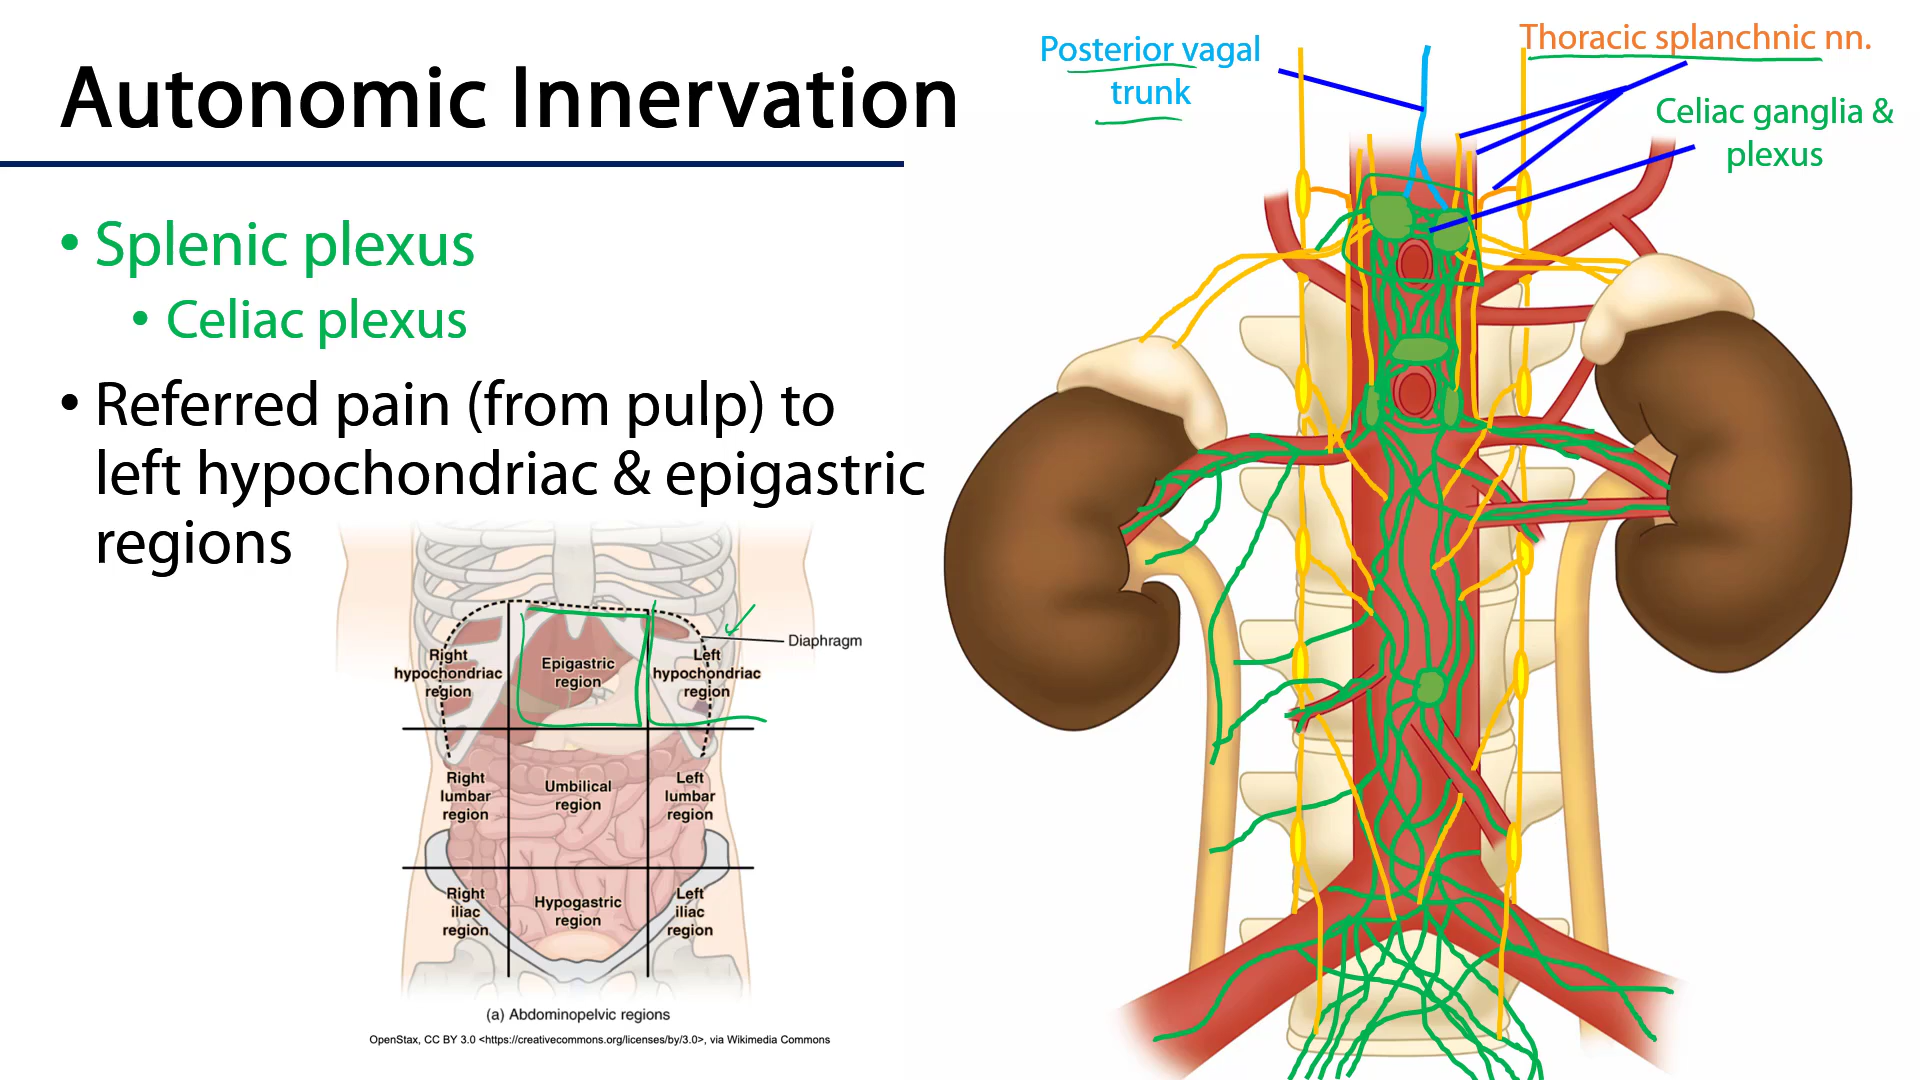 Autonomic Innervation
• Splenic plexus
• Celiac plexus
• Referred pain (from pulp) to
left hypochondriac & epigastric
regions
Posterior vagal
trunk
Thoracic splanchnic nn.
Celiac ganglia &
plexus
Diaphragm
Right
hypochondriac
region
Epigastric
region
Left
hypochondriac
region
Right
lumbar
region
Umbilical
region
Left
lumbar
region
Right
iliac
region
Hypogastric
region
Left
iliac
region
(a) Abdominopelvic regions
OpenStax, CC BY 3.0 <https://creativecommons.org/licenses/by/3.0>, via Wikimedia Commons